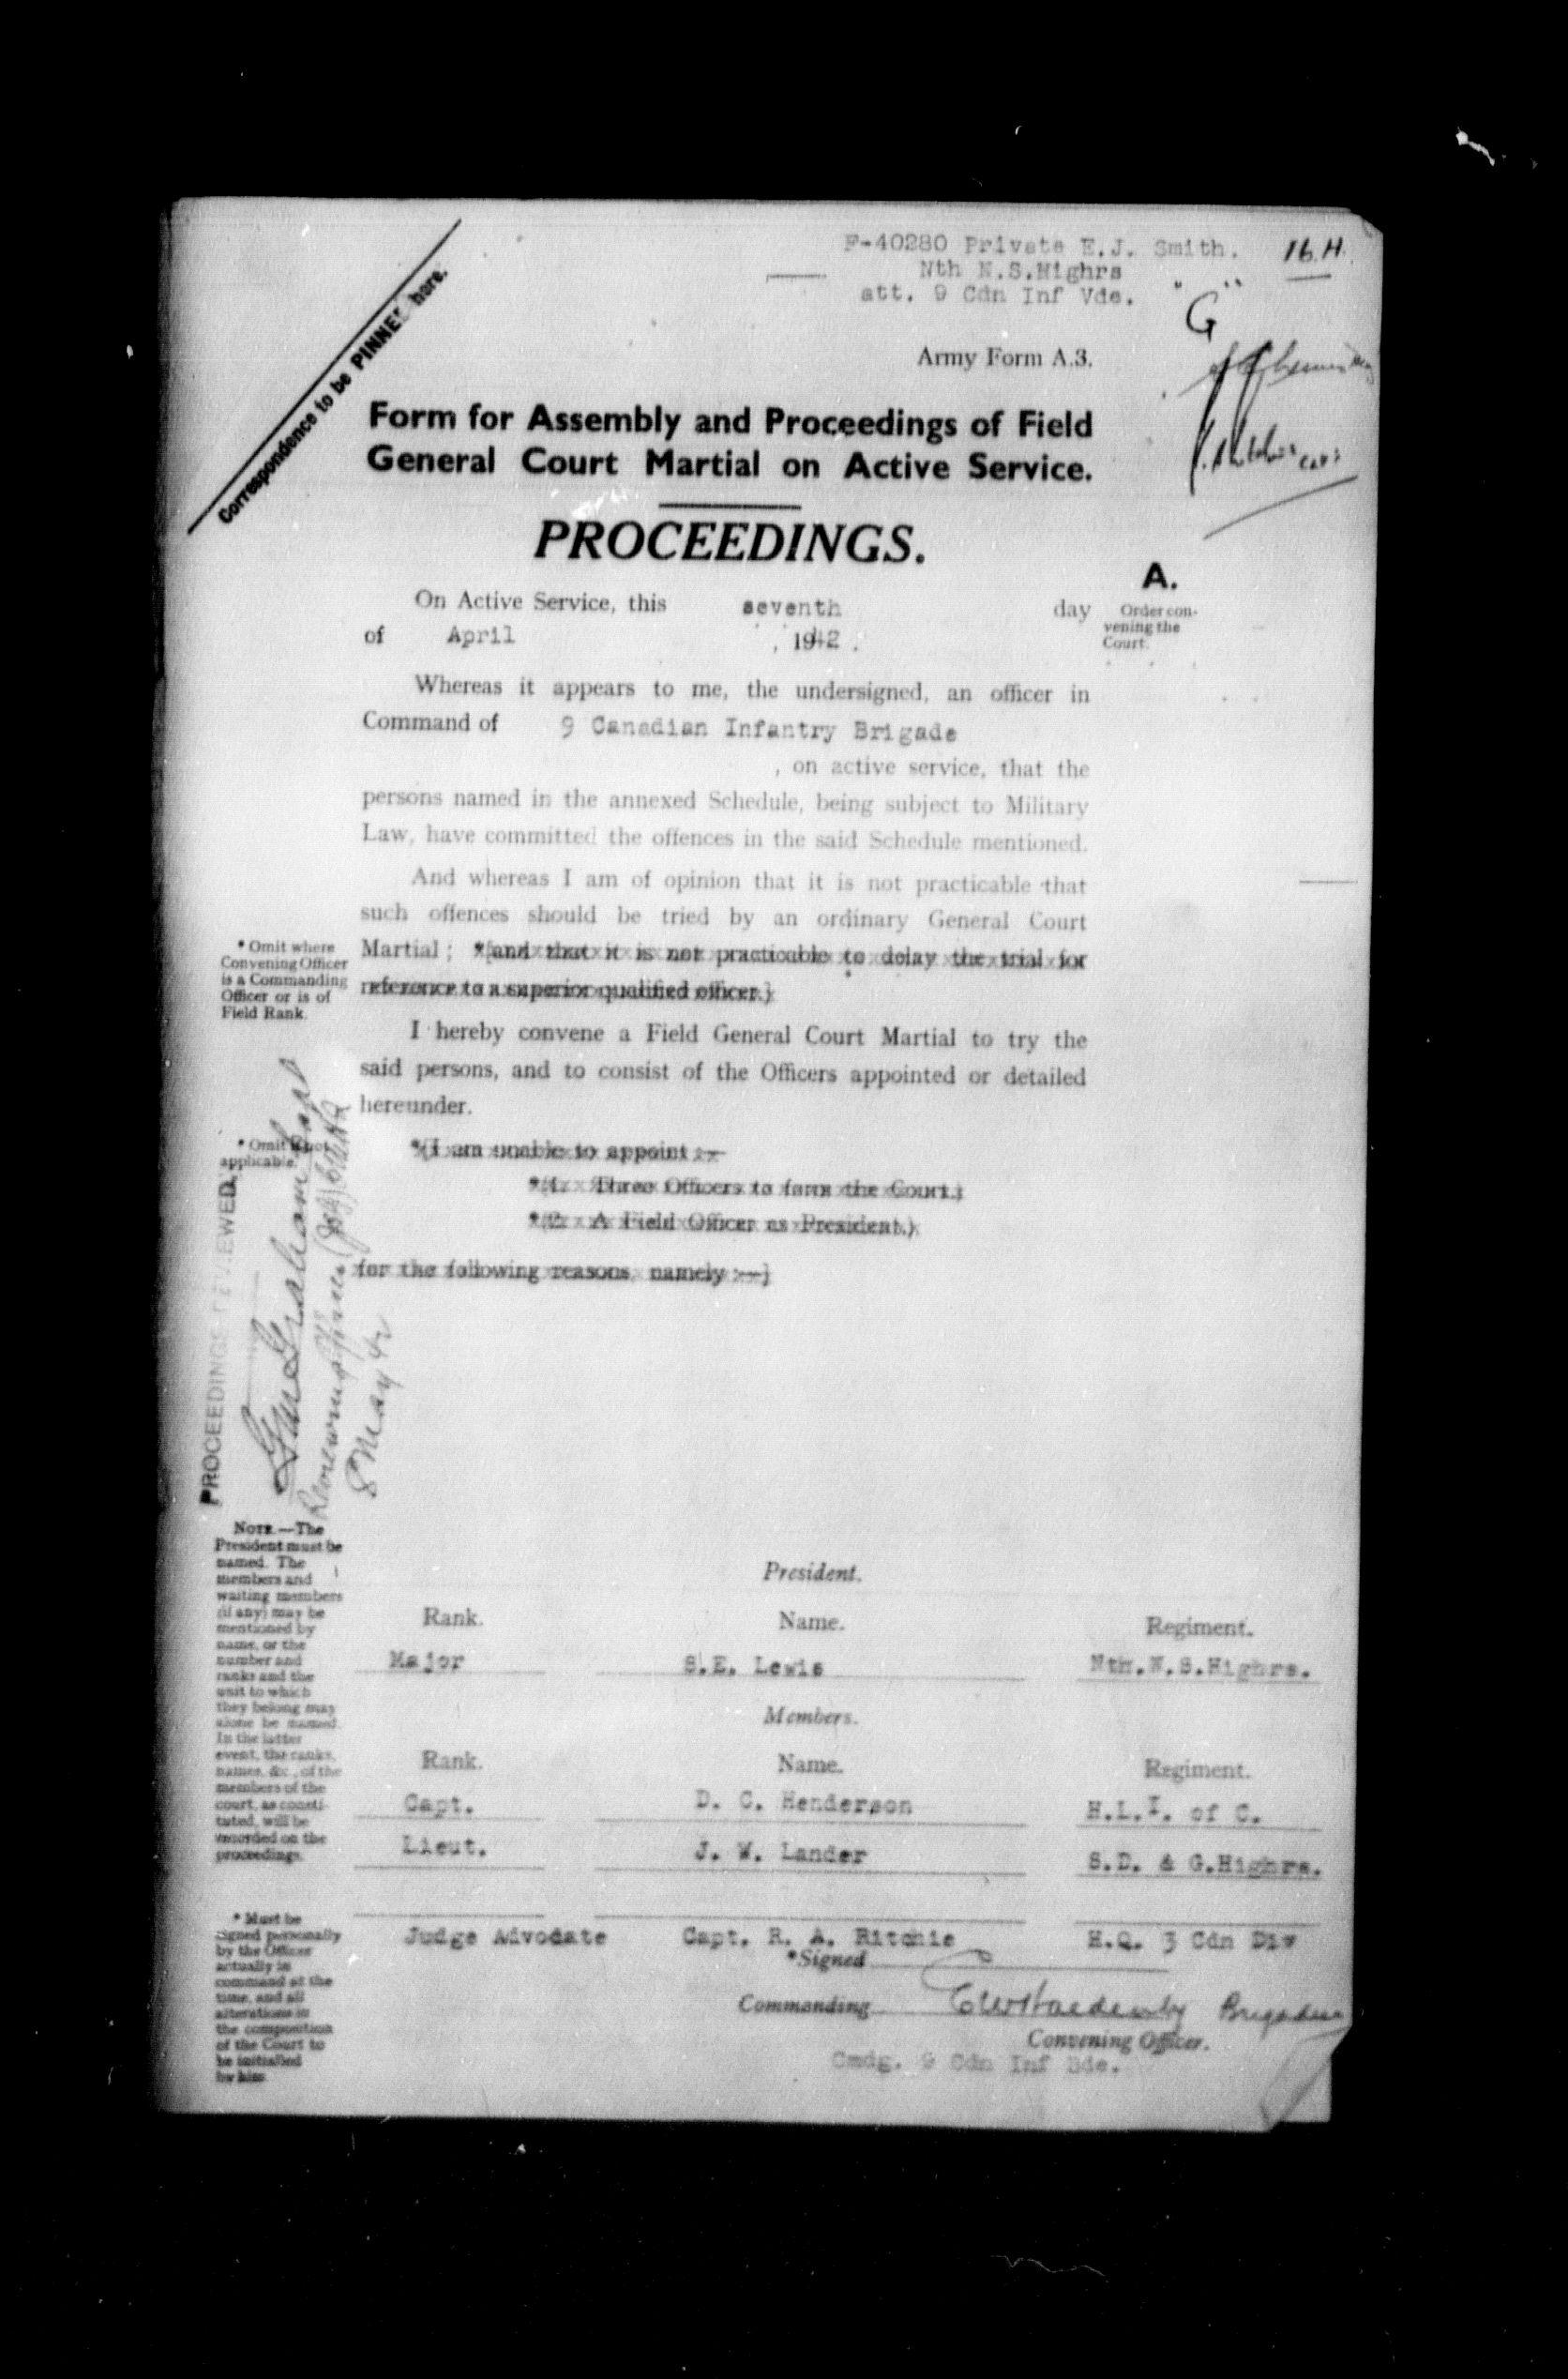 F-40280 Private E.J. Smith. 16.H.
Nth N.S.Highrs
att. 9 Cdn Inf Vde.
"G"
Correspondence to be PINNED here.
Army Form A.3.
Form for Assembly and Proceedings of Field
General Court Martial on Active Service.
PROCEEDINGS.
A.
Order con-
vening the
Court.
On Active Service, this seventh day
of April , 1942 .
Whereas it appears to me, the undersigned, an officer in
Command of 9 Canadian Infantry Brigade
, on active service, that the
persons named in the annexed Schedule, being subject to Military
Law, have committed the offences in the said Schedule mentioned.
And whereas I am of opinion that it is not practicable that
such offences should be tried by an ordinary General Court
Martial ; *(and that it is not practicable to delay the trial for
reference to a superior qualified officer.)
* Omit where
Convening Officer
is a Commanding
Officer or is of
Field Rank.
I hereby convene a Field General Court Martial to try the
said persons, and to consist of the Officers appointed or detailed
hereunder.
* Omit if not
applicable.
*(I am unable to appoint :—
*(1. Three Officers to form the Court.)
*(2. A Field Officer as President.)
for the following reasons, namely :—)
PROCEEDINGS REVIEWED
Reviewing Officer
8 May 42
NOTE.—The
President must be
named. The
members and
waiting members
(if any) may be
mentioned by
name, or the
number and
ranks and the
unit to which
they belong may
alone be named.
In the latter
event, the ranks,
names, &c., of the
members of the
court, as consti-
tuted, will be
recorded on the
proceedings.
President.
Rank. Name. Regiment.
Major S.E. Lewis Nth.N.S.Highrs.
Members.
Rank. Name. Regiment.
Capt. D. C. Henderson H.L.I. of C.
Lieut. J. W. Lander S.D. & G.Highrs.
Judge Advodate Capt. R. A. Ritchie H.Q. 3 Cdn Div
* Must be
signed personally
by the Officer
actually in
command at the
time, and all
alterations in
the composition
of the Court to
be initialled
by him.
*Signed
Commanding Brigadier
Convening Officer.
Cmdg. 9 Cdn Inf Bde.